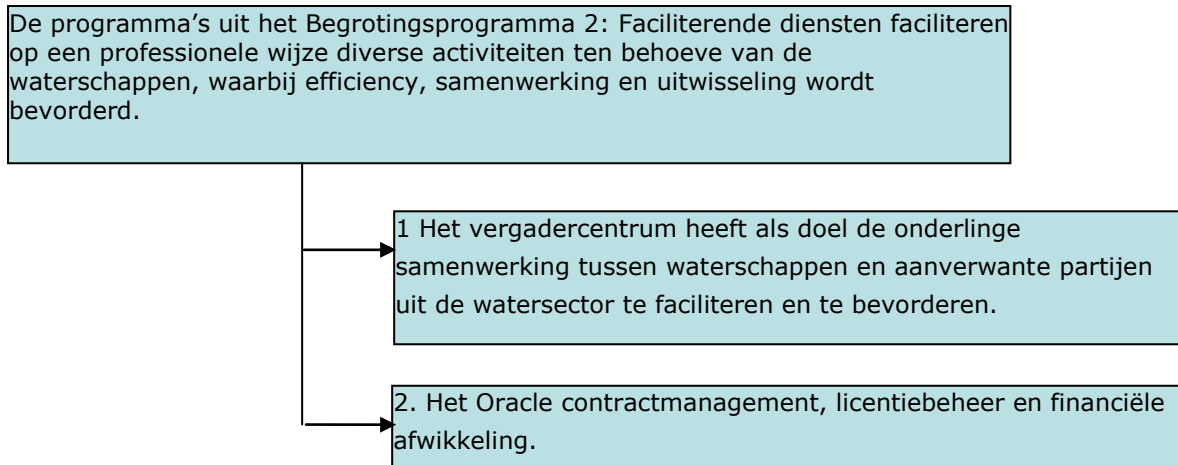 De programma’s uit het Begrotingsprogramma 2: Faciliterende diensten faciliteren
op een professionele wijze diverse activiteiten ten behoeve van de
waterschappen, waarbij efficiency, samenwerking en uitwisseling wordt
bevorderd.
1 Het vergadercentrum heeft als doel de onderlinge
samenwerking tussen waterschappen en aanverwante partijen
uit de watersector te faciliteren en te bevorderen.
2. Het Oracle contractmanagement, licentiebeheer en financiële
afwikkeling.